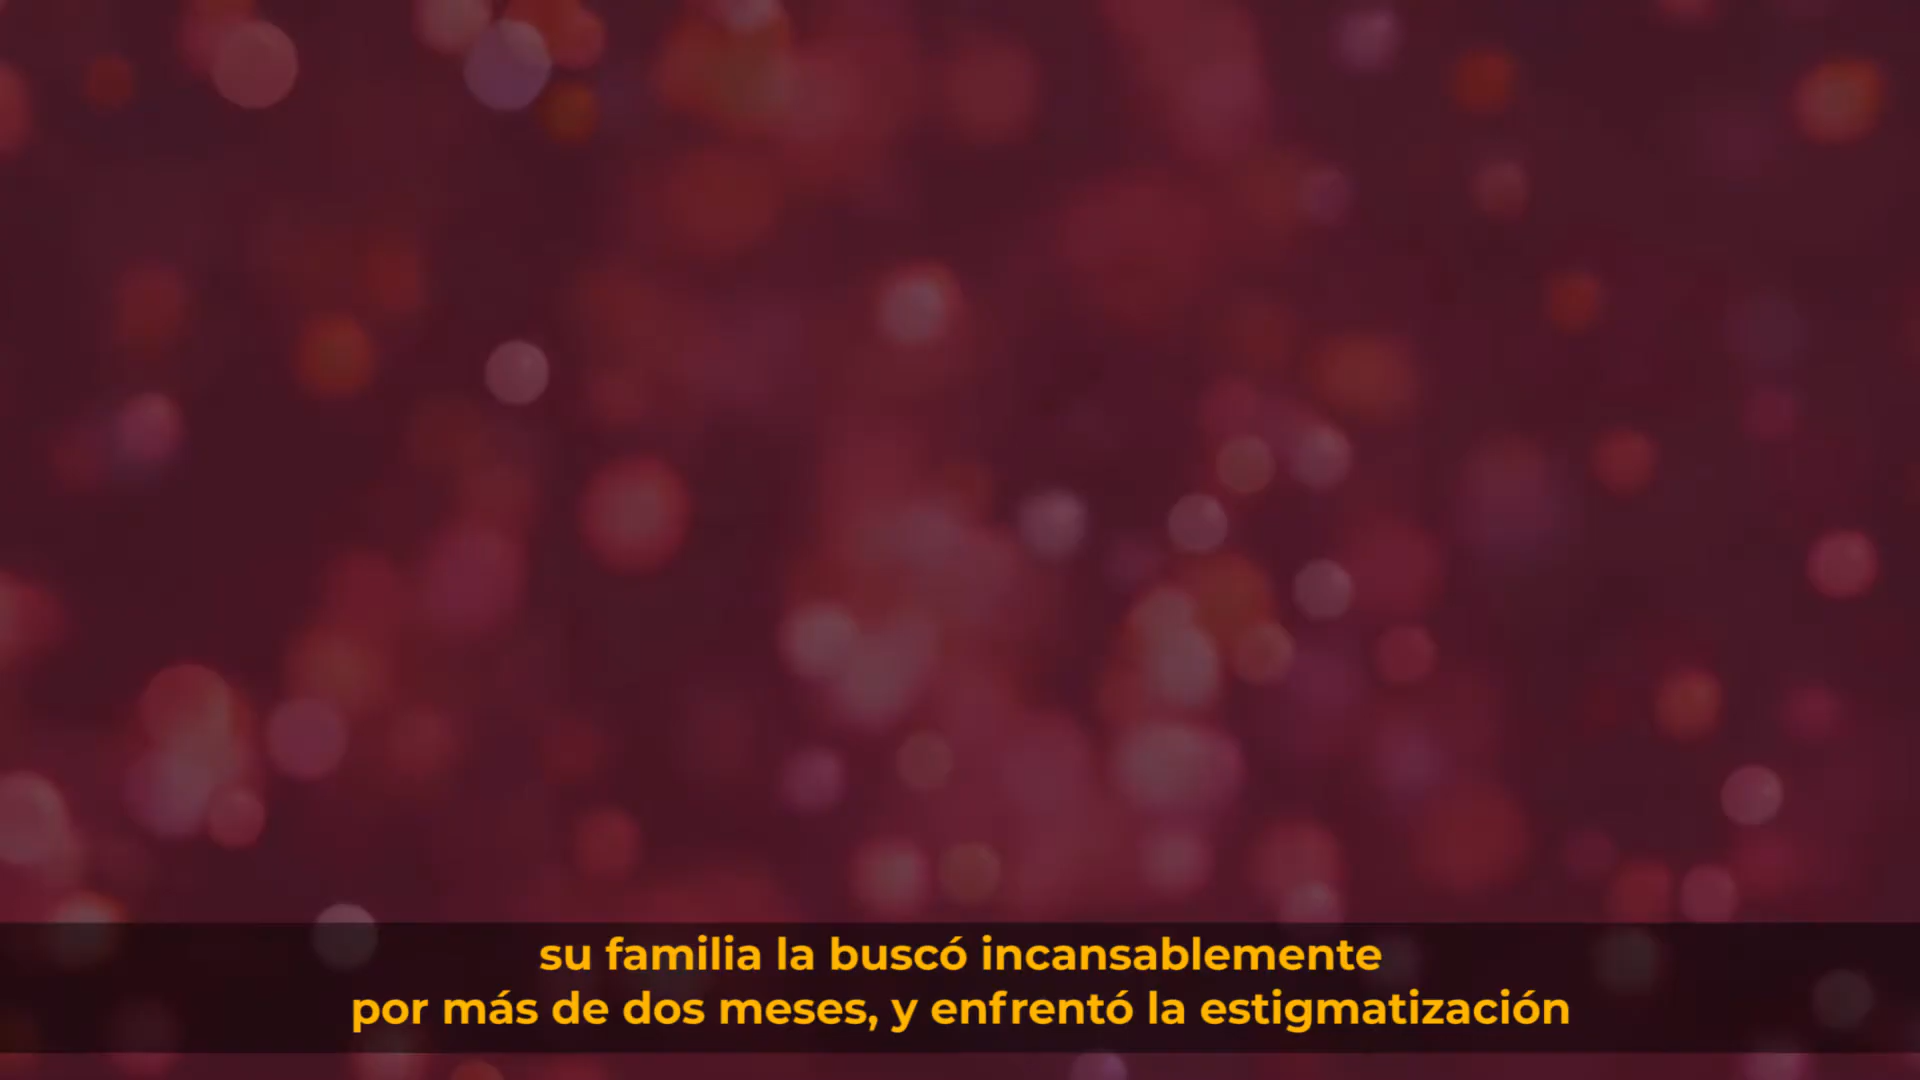 su familia la buscó incansablemente
por más de dos meses, y enfrentó la estigmatización